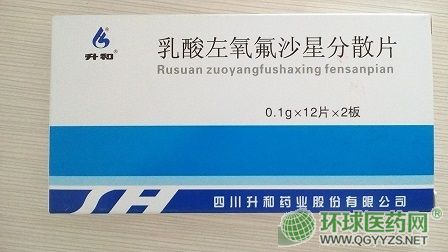 乳酸左氧氟沙星分散片
Rusuan zuoyangfushaxing fensanpian
升和®
0.1g×12片×2板
四川升和药业股份有限公司
环球医药网
WWW.QGYYZS.NET